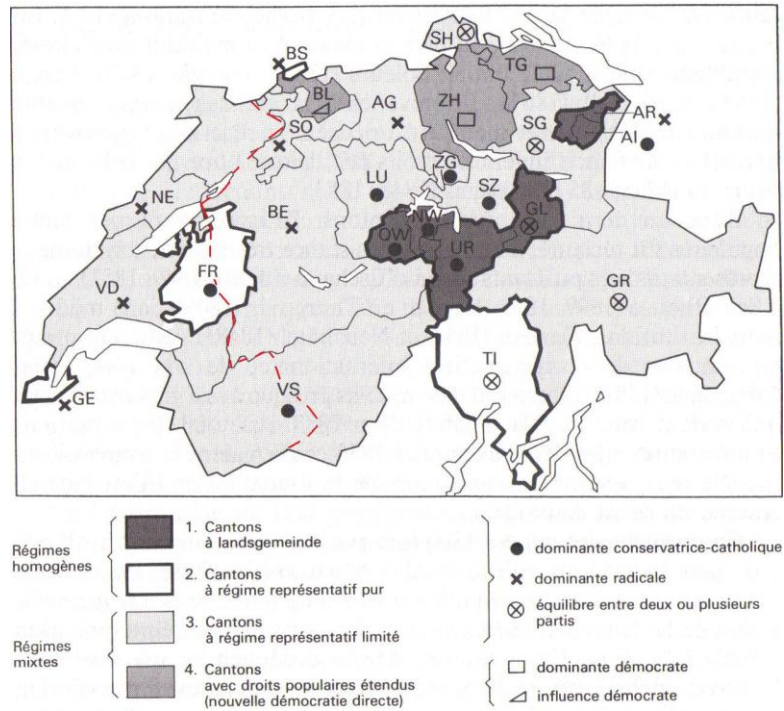 BS
SH
TG
BL
AG
ZH
AR
SO
SG
AI
ZG
NE
LU
SZ
BE
NW
GL
OW
UR
FR
VD
GR
TI
VS
GE
Régimes
homogènes
1. Cantons
à landsgemeinde
2. Cantons
à régime représentatif pur
Régimes
mixtes
3. Cantons
à régime représentatif limité
4. Cantons
avec droits populaires étendus
(nouvelle démocratie directe)
dominante conservatrice-catholique
dominante radicale
équilibre entre deux ou plusieurs
partis
dominante démocrate
influence démocrate